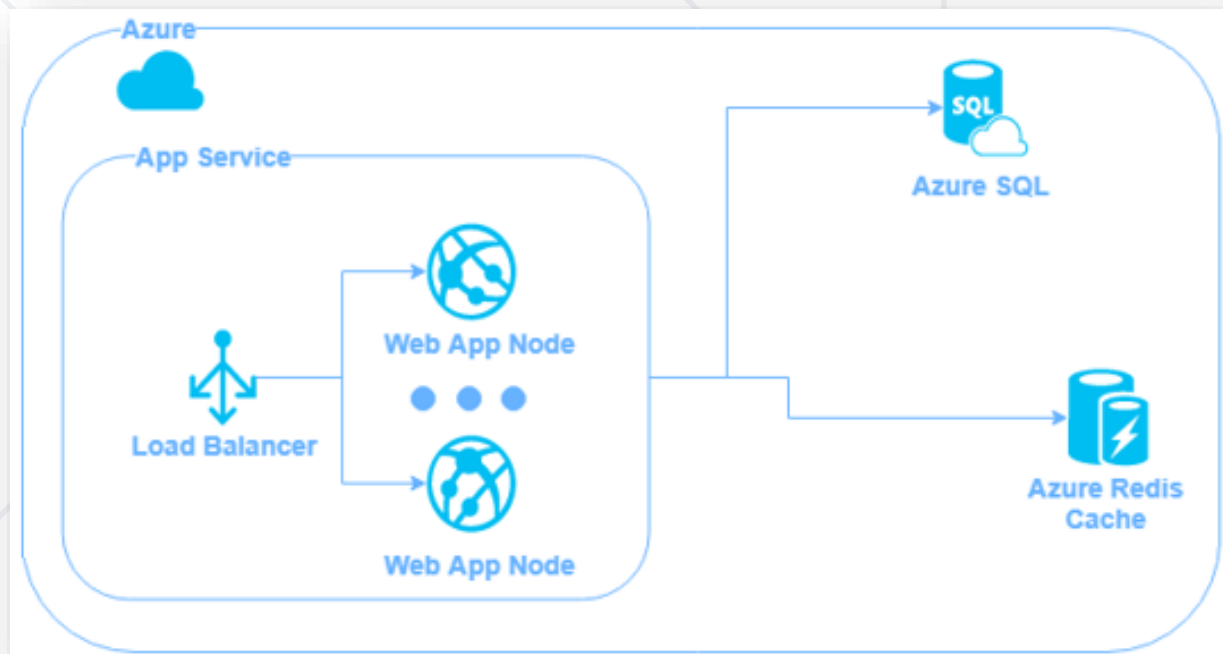 Azure
App Service
SQL
Azure SQL
Web App Node
Load Balancer
Azure Redis
Cache
Web App Node